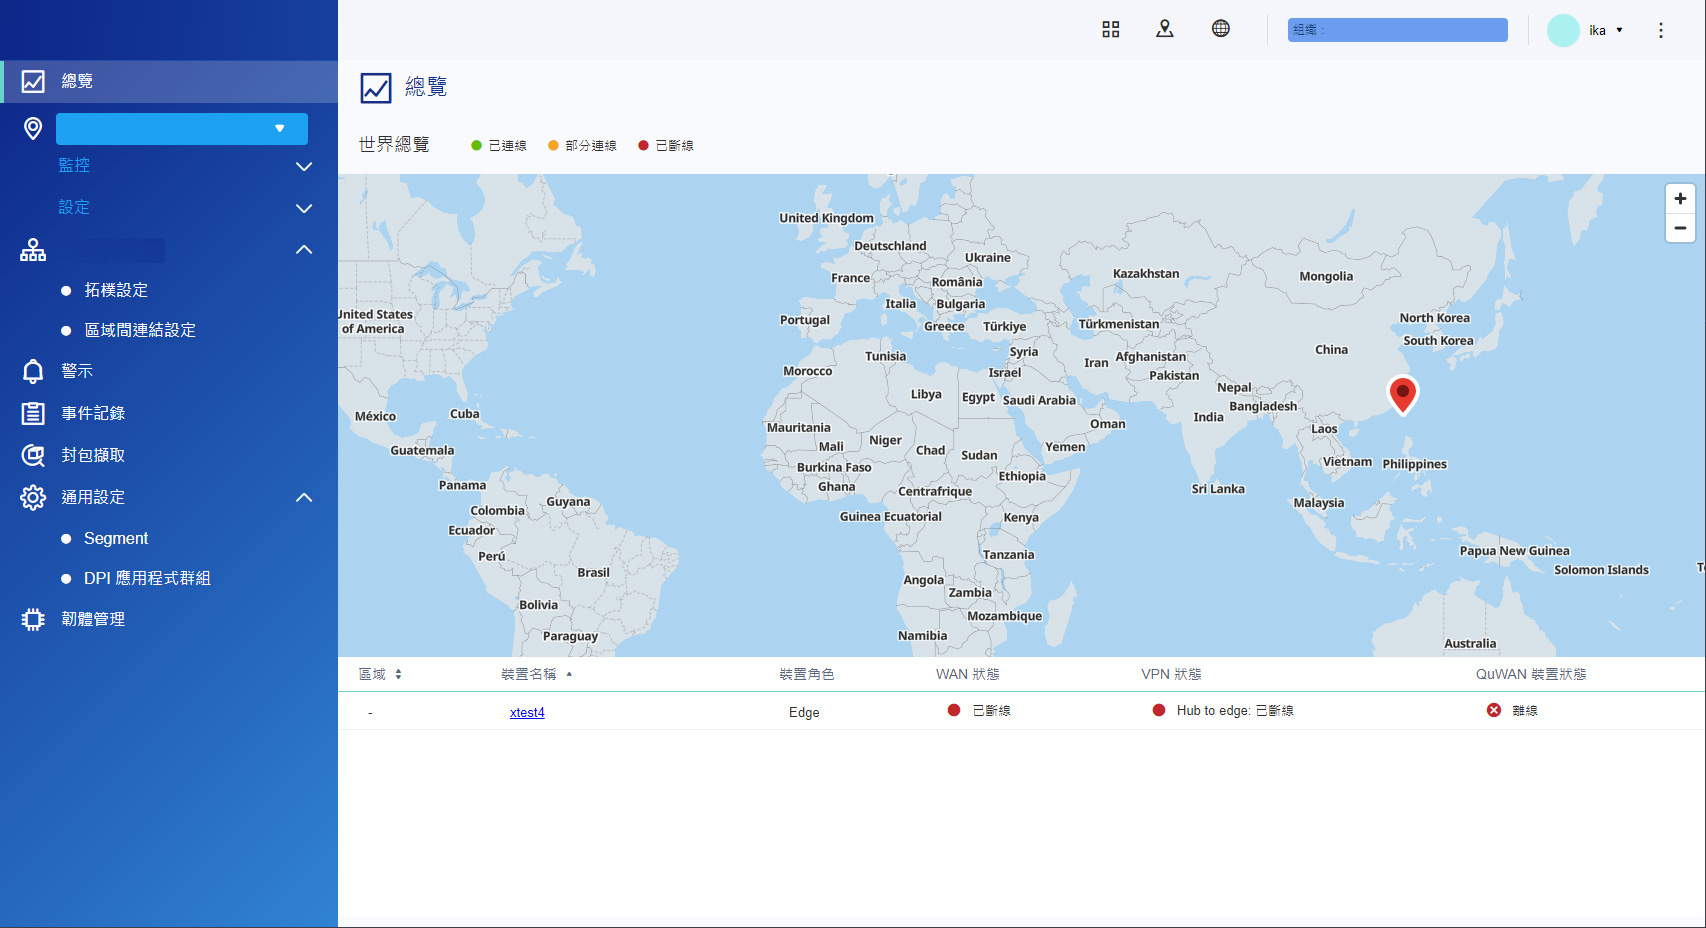 組織：
ika
總覽
監控
設定
拓樸設定
區域間連結設定
警示
事件記錄
封包擷取
通用設定
Segment
DPI 應用程式群組
韌體管理
總覽
世界總覽
已連線
部分連線
已斷線
United Kingdom
Deutschland
Ukraine
France
România
Kazakhstan
Mongolia
Italia
Bulgaria
United States
of America
Portugal
Greece
Türkiye
Türkmenistan
North Korea
South Korea
Tunisia
Syria
Iran
Afghanistan
China
Morocco
Israel
Pakistan
Libya
Egypt
Saudi Arabia
Nepal
Bangladesh
México
Cuba
India
Mauritania
Oman
Laos
Guatemala
Mali
Niger
Chad
Sudan
Yemen
Vietnam
Philippines
Burkina Faso
Ethiopia
Panama
Ghana
Centrafrique
Sri Lanka
Malaysia
Guyana
Colombia
Guinea Ecuatorial
Kenya
Ecuador
Perú
Tanzania
Papua New Guinea
Brasil
Angola
Solomon Islands
Zambia
Bolivia
Mozambique
Paraguay
Namibia
Australia
區域
裝置名稱
裝置角色
WAN 狀態
VPN 狀態
QuWAN 裝置狀態
-
xtest4
Edge
已斷線
Hub to edge: 已斷線
離線